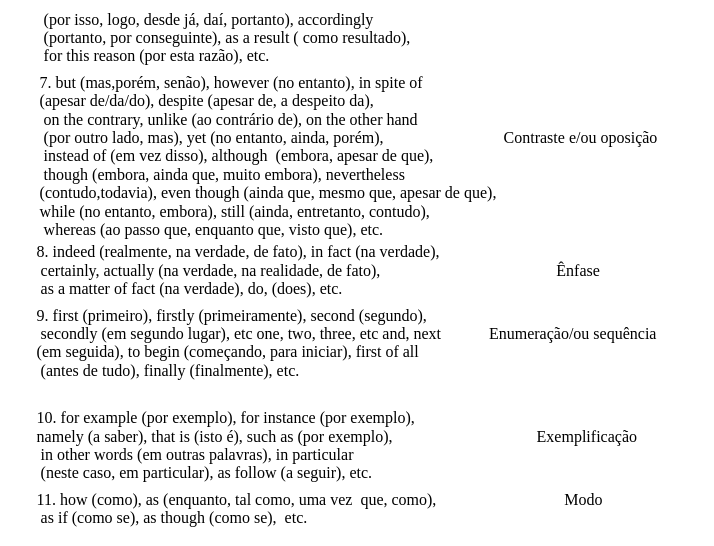 (por isso, logo, desde já, daí, portanto), accordingly
(portanto, por conseguinte), as a result ( como resultado),
for this reason (por esta razão), etc.
7. but (mas,porém, senão), however (no entanto), in spite of
(apesar de/da/do), despite (apesar de, a despeito da),
on the contrary, unlike (ao contrário de), on the other hand
(por outro lado, mas), yet (no entanto, ainda, porém),
Contraste e/ou oposição
instead of (em vez disso), although  (embora, apesar de que),
though (embora, ainda que, muito embora), nevertheless
(contudo,todavia), even though (ainda que, mesmo que, apesar de que),
while (no entanto, embora), still (ainda, entretanto, contudo),
whereas (ao passo que, enquanto que, visto que), etc.
8. indeed (realmente, na verdade, de fato), in fact (na verdade),
certainly, actually (na verdade, na realidade, de fato),
Ênfase
as a matter of fact (na verdade), do, (does), etc.
9. first (primeiro), firstly (primeiramente), second (segundo),
secondly (em segundo lugar), etc one, two, three, etc and, next
Enumeração/ou sequência
(em seguida), to begin (começando, para iniciar), first of all
(antes de tudo), finally (finalmente), etc.
10. for example (por exemplo), for instance (por exemplo),
namely (a saber), that is (isto é), such as (por exemplo),
Exemplificação
in other words (em outras palavras), in particular
(neste caso, em particular), as follow (a seguir), etc.
11. how (como), as (enquanto, tal como, uma vez  que, como),
Modo
as if (como se), as though (como se),  etc.